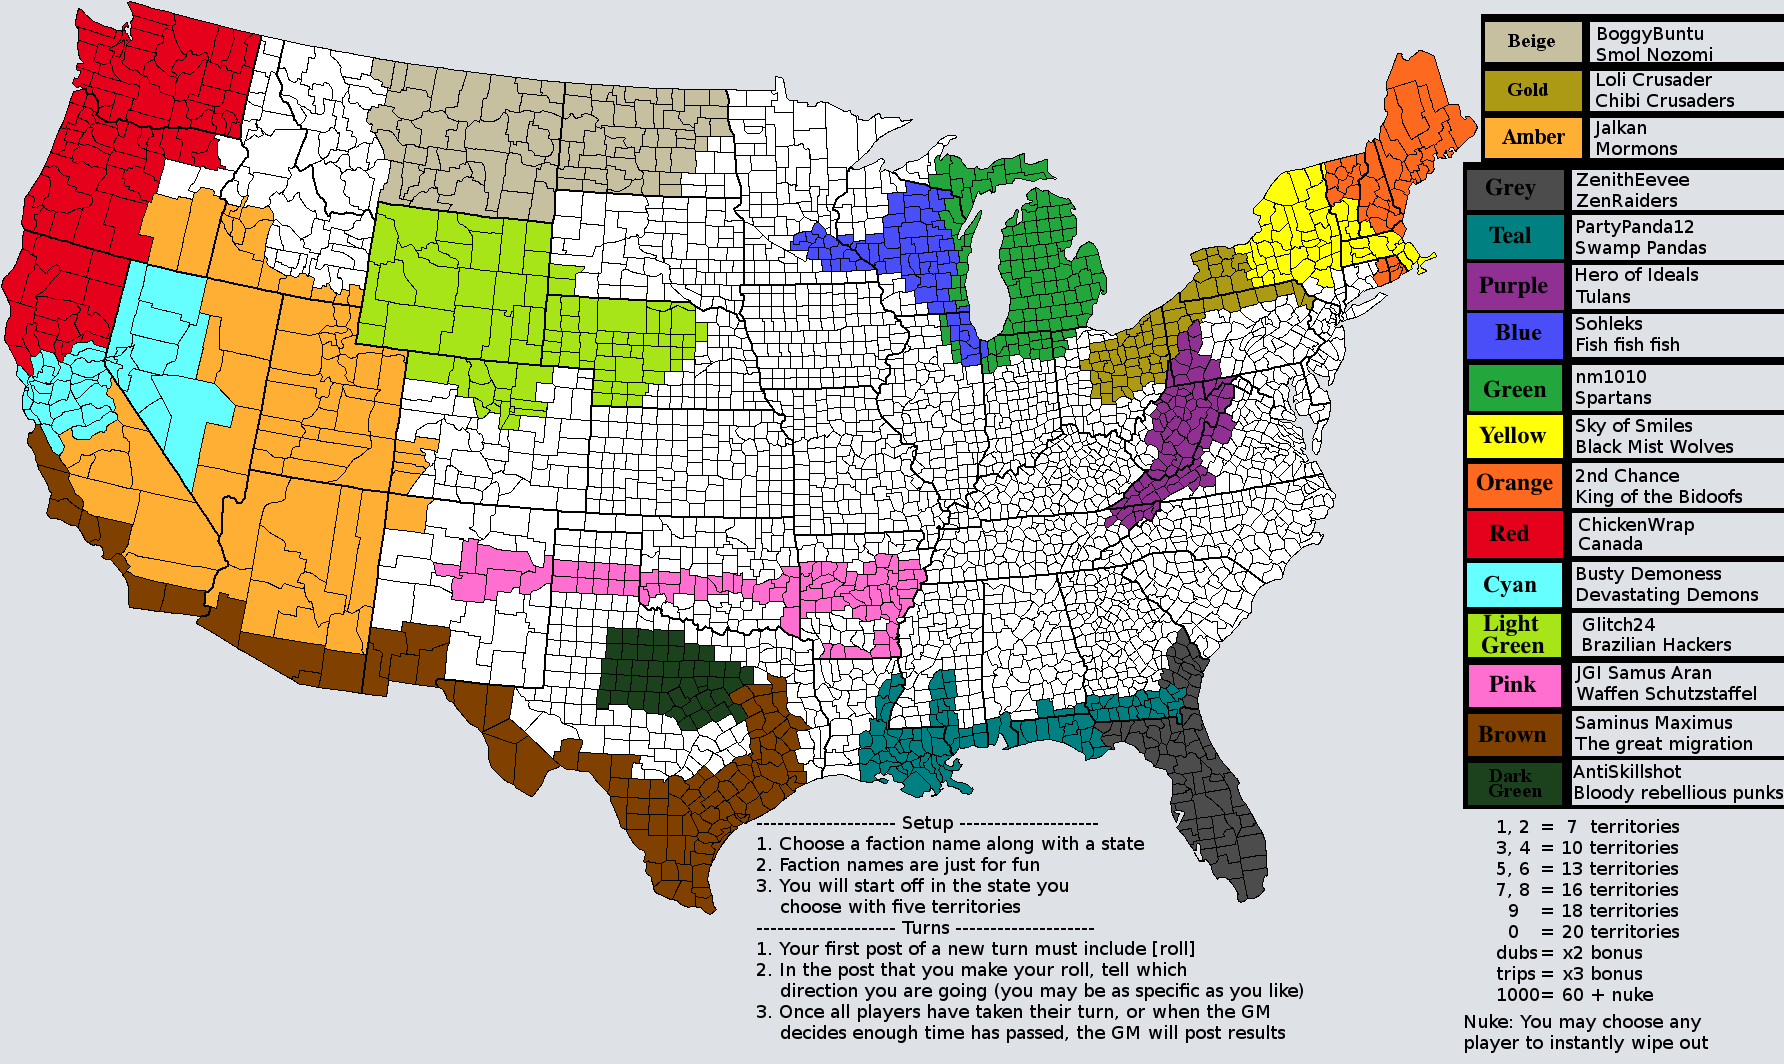 Beige
BoggyBuntu
Smol Nozomi
Gold
Loli Crusader
Chibi Crusaders
Amber
Jalkan
Mormons
Grey
ZenithEevee
ZenRaiders
Teal
PartyPanda12
Swamp Pandas
Purple
Hero of Ideals
Tulans
Blue
Sohleks
Fish fish fish
Green
nm1010
Spartans
Yellow
Sky of Smiles
Black Mist Wolves
Orange
2nd Chance
King of the Bidoofs
Red
ChickenWrap
Canada
Cyan
Busty Demoness
Devastating Demons
Light
Green
Glitch24
Brazilian Hackers
Pink
JGI Samus Aran
Waffen Schutzstaffel
Brown
Saminus Maximus
The great migration
Dark
Green
AntiSkillshot
Bloody rebellious punks
-------------------- Setup --------------------
1. Choose a faction name along with a state
2. Faction names are just for fun
3. You will start off in the state you
choose with five territories
-------------------- Turns --------------------
1. Your first post of a new turn must include [roll]
2. In the post that you make your roll, tell which
direction you are going (you may be as specific as you like)
3. Once all players have taken their turn, or when the GM
decides enough time has passed, the GM will post results
1, 2 = 7 territories
3, 4 = 10 territories
5, 6 = 13 territories
7, 8 = 16 territories
9 = 18 territories
0 = 20 territories
dubs= x2 bonus
trips = x3 bonus
1000= 60 + nuke
Nuke: You may choose any
player to instantly wipe out